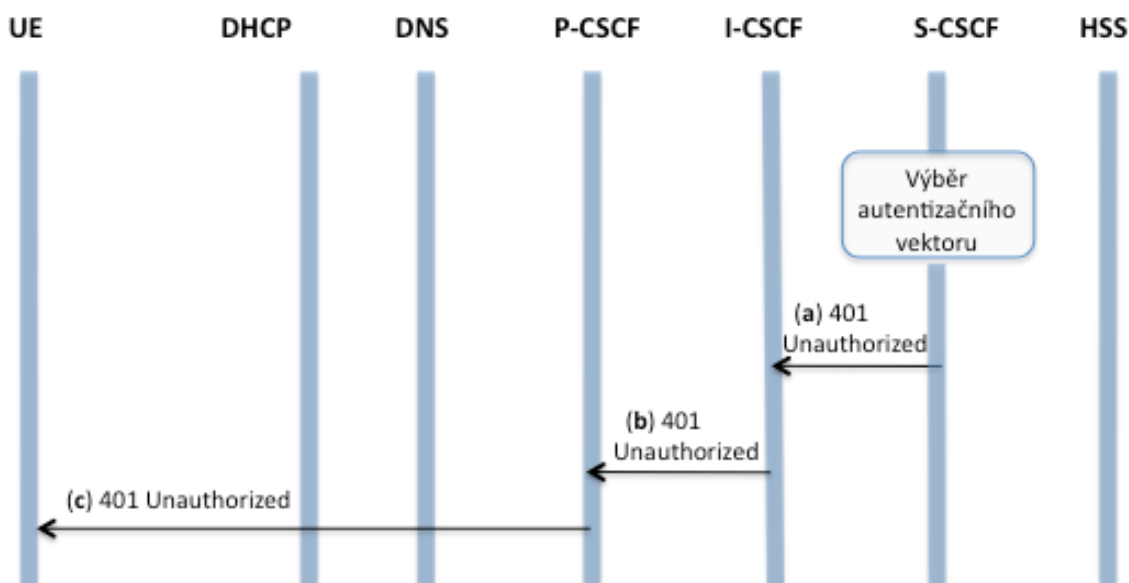 UE DHCP DNS P-CSCF I-CSCF S-CSCF HSS
Výběr
autentizačního
vektoru
(a) 401
Unauthorized
(b) 401
Unauthorized
(c) 401 Unauthorized